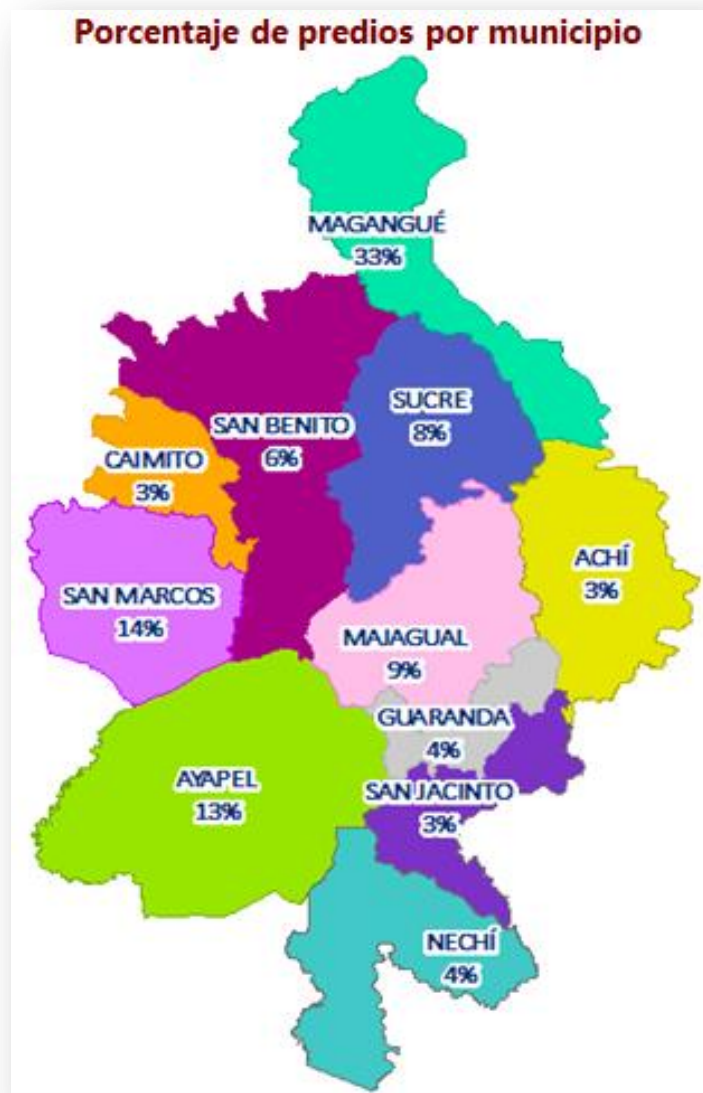 Porcentaje de predios por municipio
MAGANGUÉ
33%
SUCRE
8%
SAN BENITO
6%
CAIMITO
3%
ACHÍ
3%
SAN MARCOS
14%
MAJAGUAL
9%
GUARANDA
4%
AYAPEL
13%
SAN JACINTO
3%
NECHÍ
4%